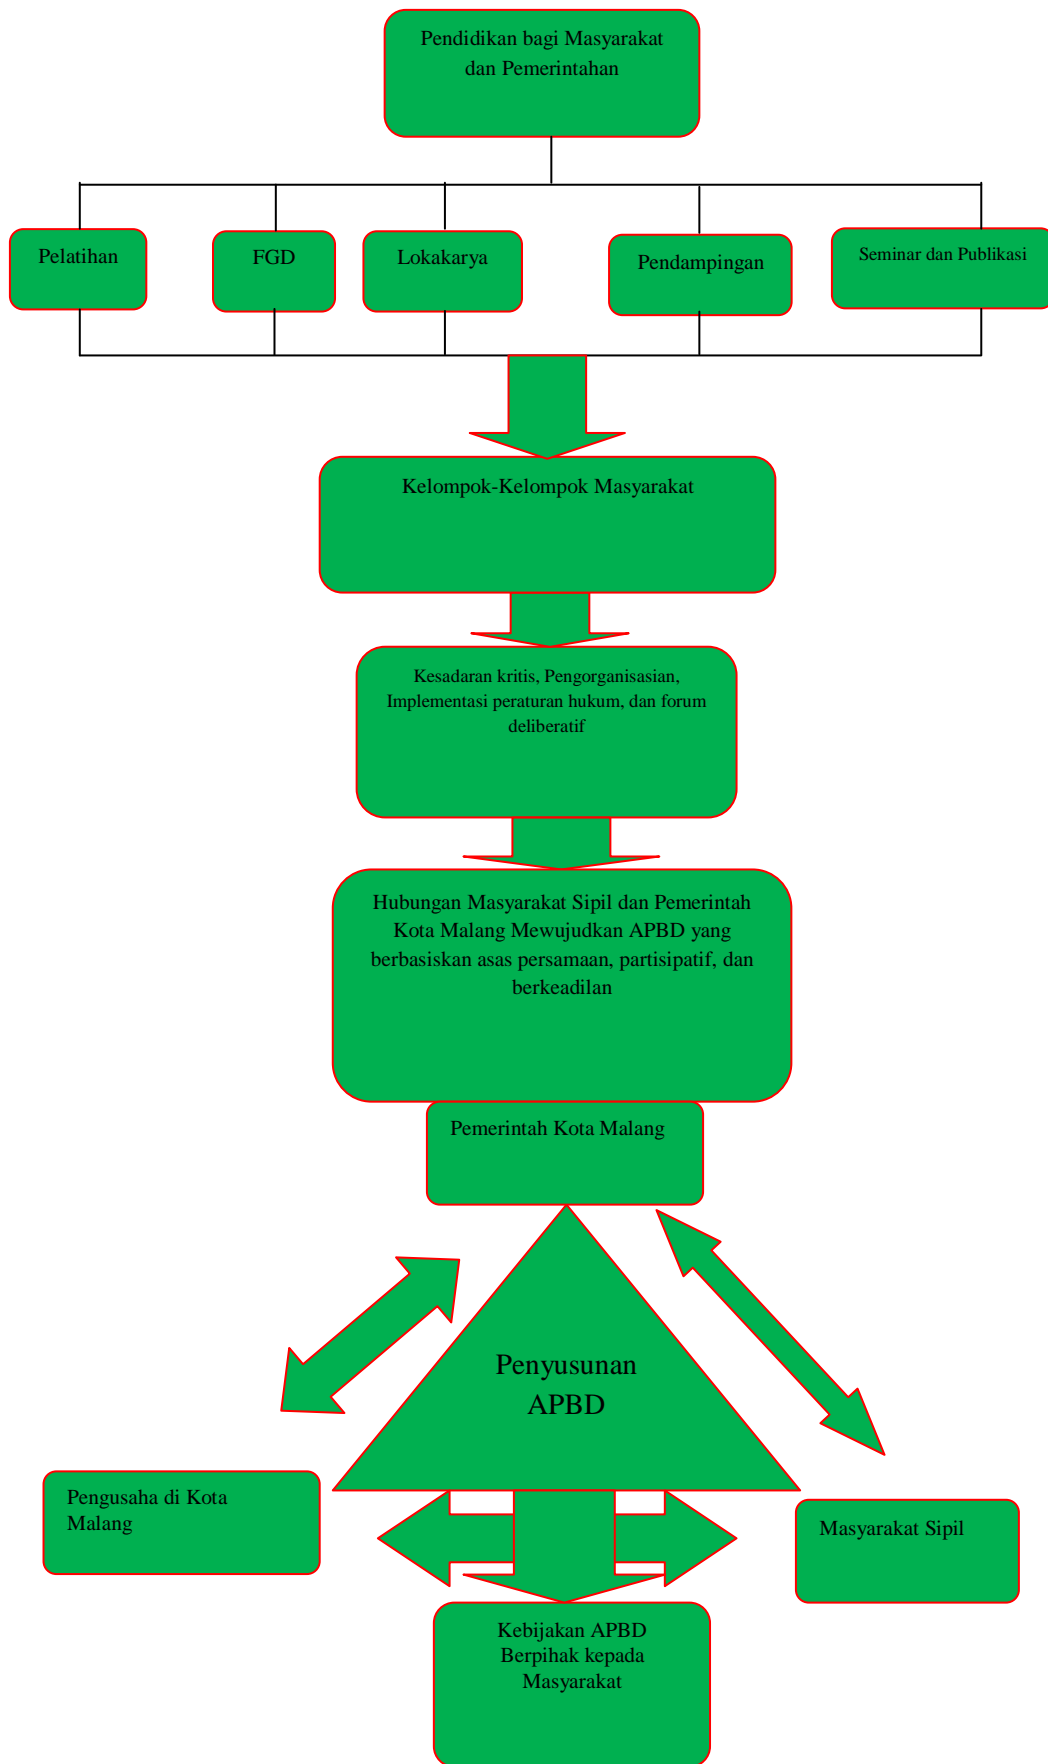 Pendidikan bagi Masyarakat
dan Pemerintahan
Pelatihan
FGD
Lokakarya
Pendampingan
Seminar dan Publikasi
Kelompok-Kelompok Masyarakat
Kesadaran kritis, Pengorganisasian,
Implementasi peraturan hukum, dan forum
deliberatif
Hubungan Masyarakat Sipil dan Pemerintah
Kota Malang Mewujudkan APBD yang
berbasiskan asas persamaan, partisipatif, dan
berkeadilan
Pemerintah Kota Malang
Penyusunan
APBD
Pengusaha di Kota
Malang
Masyarakat Sipil
Kebijakan APBD
Berpihak kepada
Masyarakat